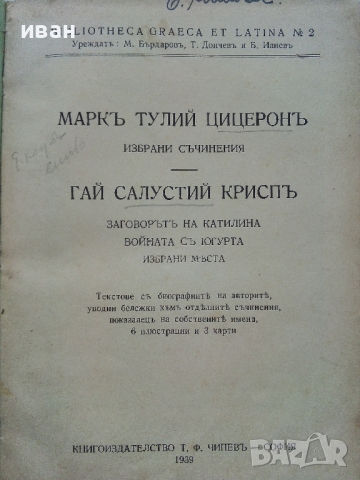 иван
BIBLIOTHECA GRAECA ET LATINA № 2
Уреждатъ: М. Бърдаровъ, Т. Дончевъ и Б. Илиевъ
МАРКЪ ТУЛИЙ ЦИЦЕРОНЪ
ИЗБРАНИ СЪЧИНЕНИЯ
ГАЙ САЛУСТИЙ КРИСПЪ
ЗАГОВОРЪТЪ НА КАТИЛИНА
ВОЙНАТА СЪ ЮГУРТА
ИЗБРАНИ МѢСТА
Текстове съ биографиитѣ на авторитѣ,
уводни бележки къмъ отдѣлнитѣ съчинения,
показалецъ на собственитѣ имена,
6 илюстрации и 3 карти
КНИГОИЗДАТЕЛСТВО Т. Ф. ЧИПЕВЪ — СОФИЯ
1939
bazar.bg